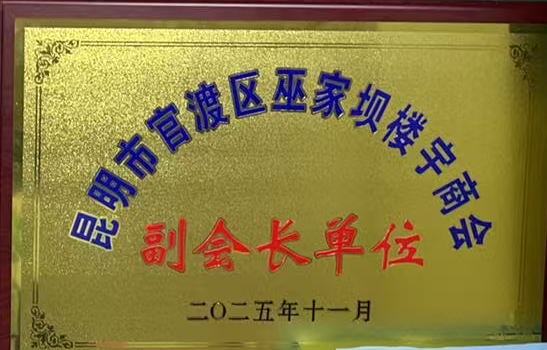 昆明市官渡区巫家坝楼宇商会
副会长单位
二〇二五年十一月